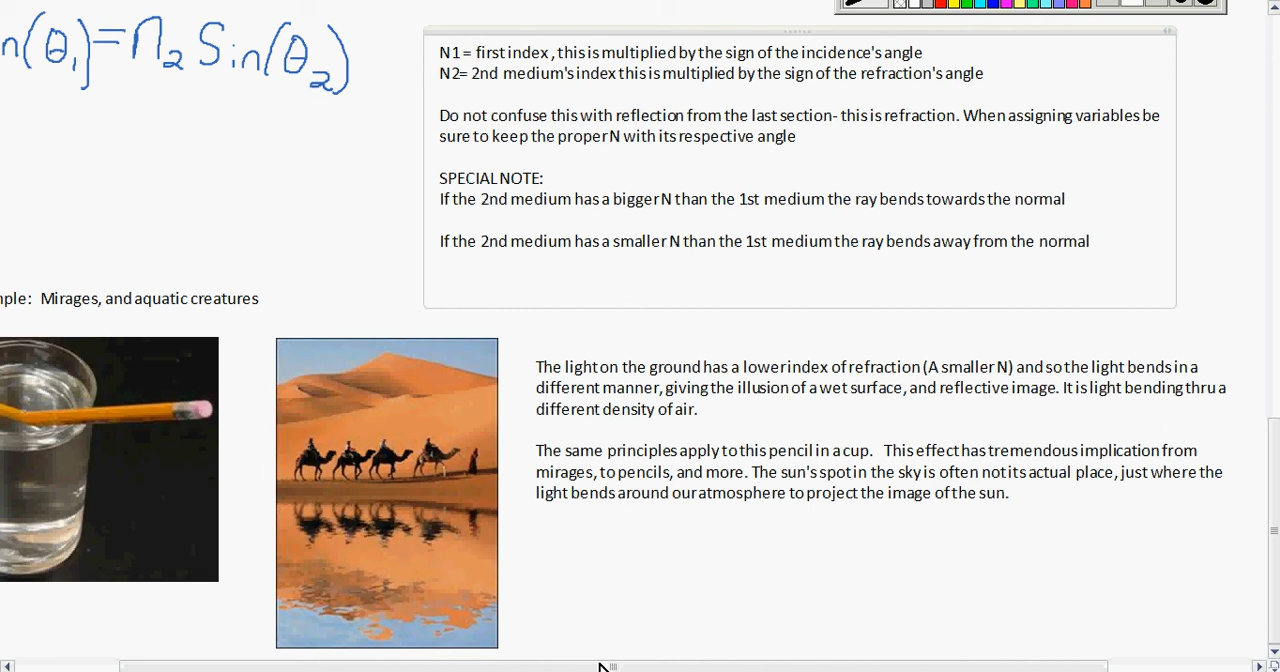 n(θ₁)=n₂ Sin(θ₂)
N1= first index, this is multiplied by the sign of the incidence's angle
N2= 2nd medium's index this is multiplied by the sign of the refraction's angle
Do not confuse this with reflection from the last section- this is refraction. When assigning variables be
sure to keep the proper N with its respective angle
SPECIAL NOTE:
If the 2nd medium has a bigger N than the 1st medium the ray bends towards the normal
If the 2nd medium has a smaller N than the 1st medium the ray bends away from the normal
mple: Mirages, and aquatic creatures
The light on the ground has a lower index of refraction (A smaller N) and so the light bends in a
different manner, giving the illusion of a wet surface, and reflective image. It is light bending thru a
different density of air.
The same principles apply to this pencil in a cup. This effect has tremendous implication from
mirages, to pencils, and more. The sun's spot in the sky is often not its actual place, just where the
light bends around our atmosphere to project the image of the sun.